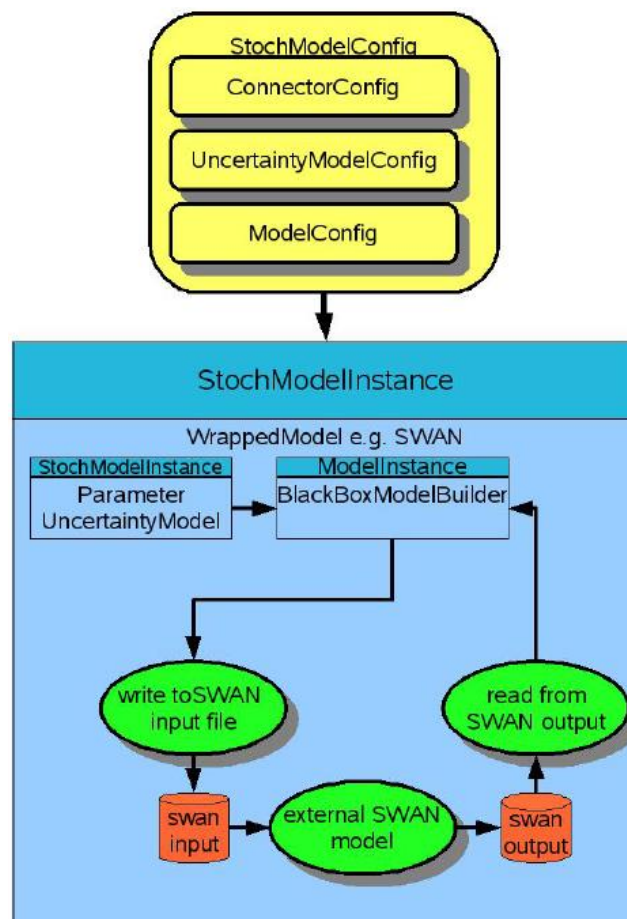 StochModelConfig
ConnectorConfig
UncertaintyModelConfig
ModelConfig
StochModelInstance
WrappedModel e.g. SWAN
StochModelInstance
Parameter
UncertaintyModel
ModelInstance
BlackBoxModelBuilder
write toSWAN
input file
read from
SWAN output
swan
input
external SWAN
model
swan
output